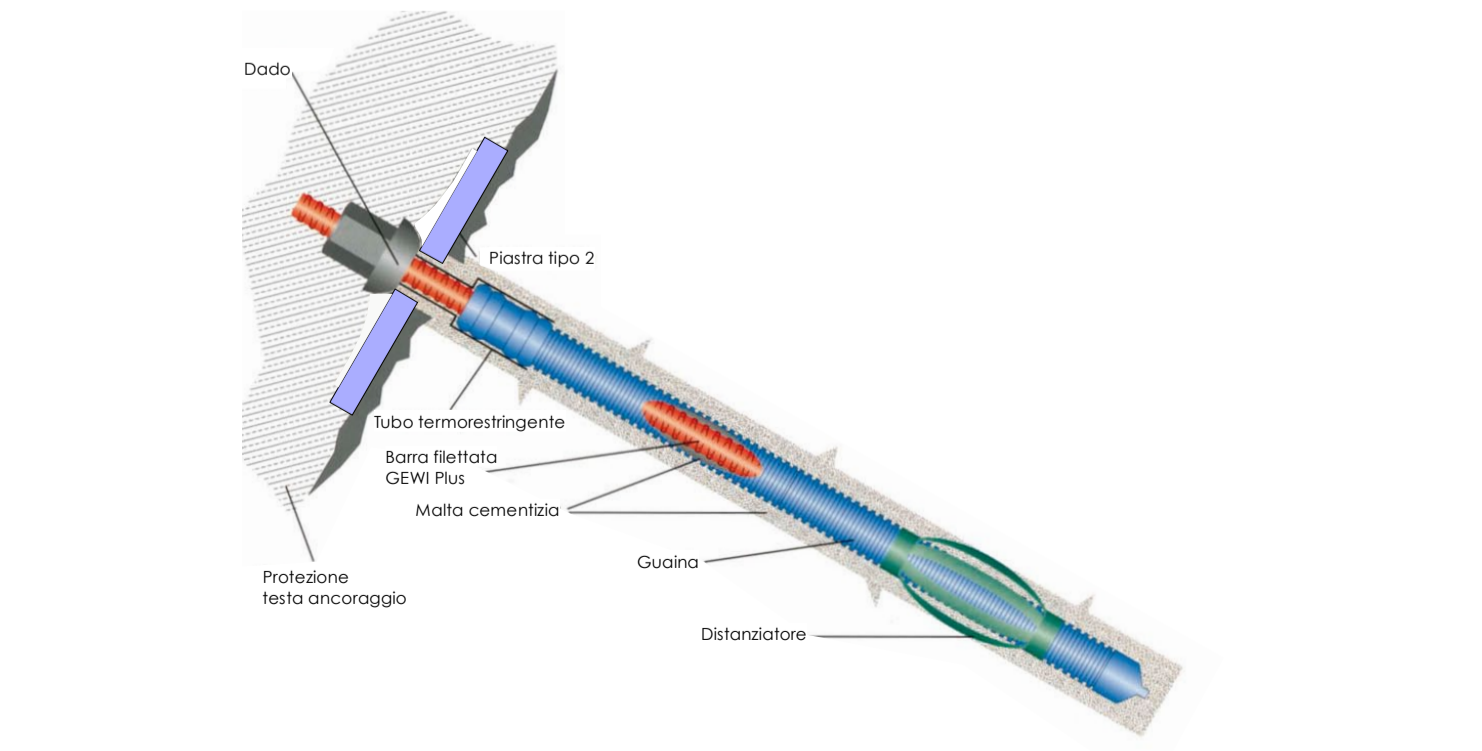 Dado
Piastra tipo 2
Tubo termorestringente
Barra filettata
GEWI Plus
Malta cementizia
Guaina
Protezione
testa ancoraggio
Distanziatore